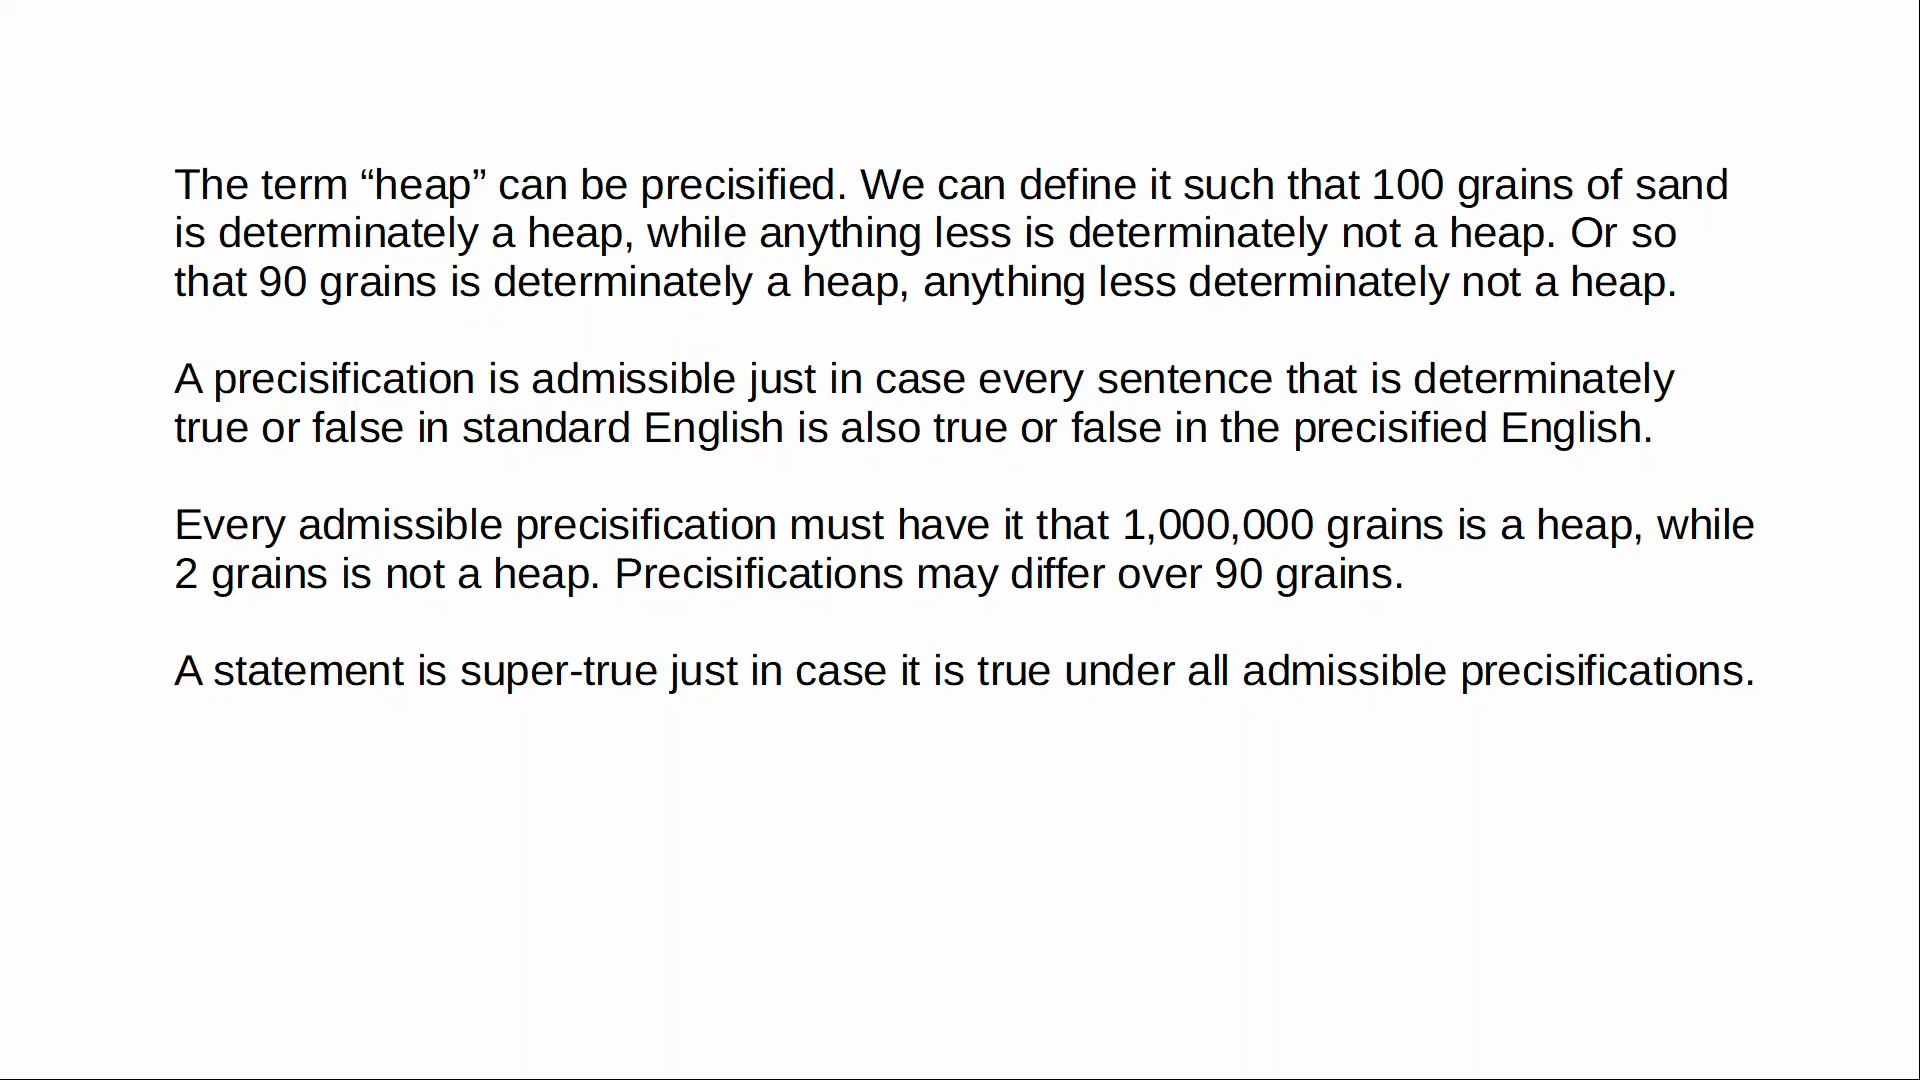 The term “heap” can be precisified. We can define it such that 100 grains of sand
is determinately a heap, while anything less is determinately not a heap. Or so
that 90 grains is determinately a heap, anything less determinately not a heap.
A precisification is admissible just in case every sentence that is determinately
true or false in standard English is also true or false in the precisified English.
Every admissible precisification must have it that 1,000,000 grains is a heap, while
2 grains is not a heap. Precisifications may differ over 90 grains.
A statement is super-true just in case it is true under all admissible precisifications.